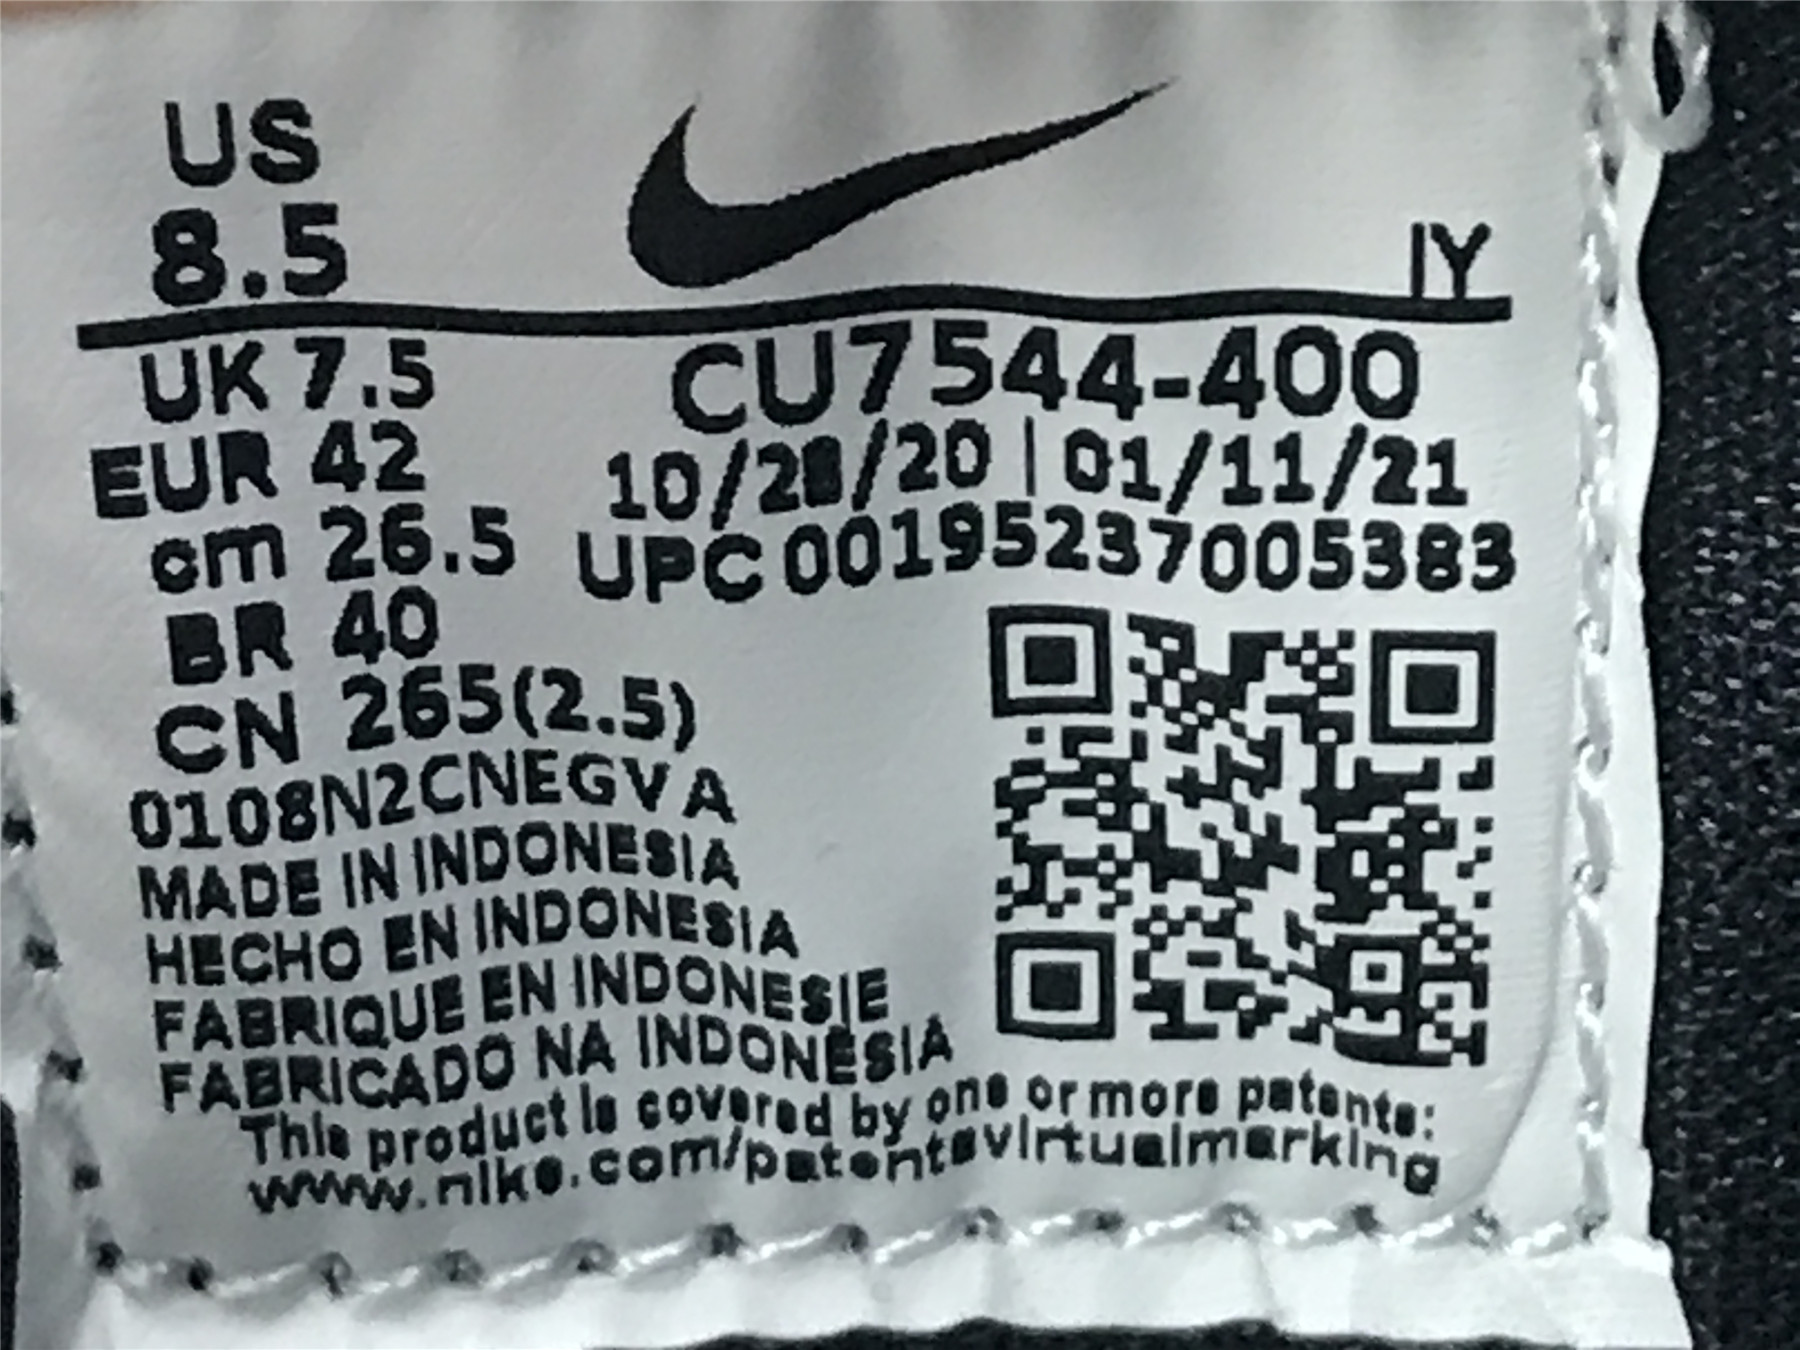 US
8.5
IY
UK 7.5
CU7544-400
EUR 42
10/28/20 | 01/11/21
cm 26.5
UPC 00195237005383
BR 40
CN 265(2.5)
0108N2CNEGVA
MADE IN INDONESIA
HECHO EN INDONESIA
FABRIQUE EN INDONESIE
FABRICADO NA INDONÉSIA
This product is covered by one or more patents:
www.nike.com/patentsvirtualmarking